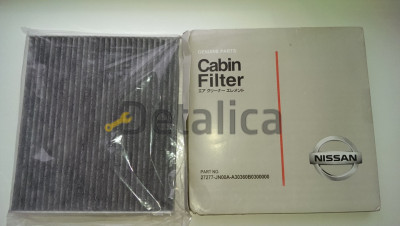 GENUINE PARTS
Cabin
Filter
エア クリーナー エレメント
Detalica
NISSAN
PART NO.
27277-JN00A-A20300B0300000